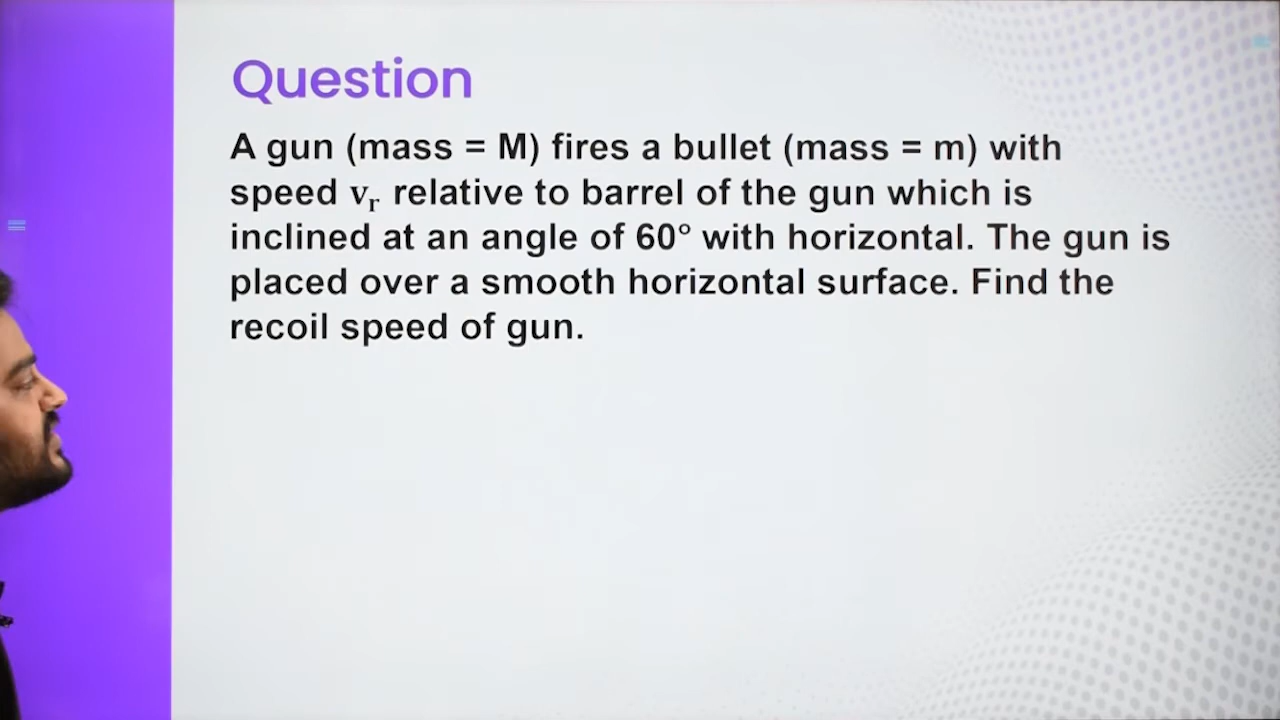 Question
A gun (mass = M) fires a bullet (mass = m) with
speed vᵣ relative to barrel of the gun which is
inclined at an angle of 60° with horizontal. The gun is
placed over a smooth horizontal surface. Find the
recoil speed of gun.